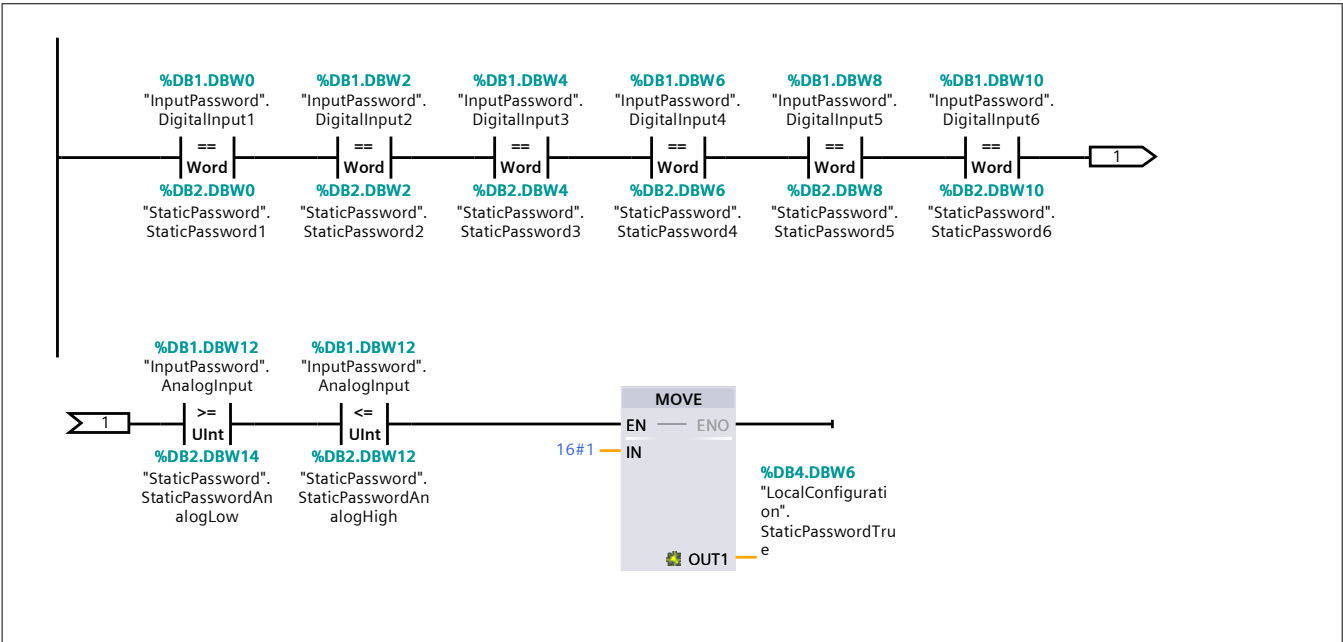 %DB1.DBW0 %DB1.DBW2 %DB1.DBW4 %DB1.DBW6 %DB1.DBW8 %DB1.DBW10
"InputPassword". "InputPassword". "InputPassword". "InputPassword". "InputPassword". "InputPassword".
DigitalInput1 DigitalInput2 DigitalInput3 DigitalInput4 DigitalInput5 DigitalInput6
== == == == == ==
Word Word Word Word Word Word
1
%DB2.DBW0 %DB2.DBW2 %DB2.DBW4 %DB2.DBW6 %DB2.DBW8 %DB2.DBW10
"StaticPassword". "StaticPassword". "StaticPassword". "StaticPassword". "StaticPassword". "StaticPassword".
StaticPassword1 StaticPassword2 StaticPassword3 StaticPassword4 StaticPassword5 StaticPassword6
%DB1.DBW12 %DB1.DBW12
"InputPassword". "InputPassword".
AnalogInput AnalogInput
1
>= <=
UInt UInt
%DB2.DBW14 %DB2.DBW12
"StaticPassword". "StaticPassword".
StaticPasswordAn StaticPasswordAn
alogLow alogHigh
MOVE
EN ENO
16#1 IN
%DB4.DBW6
"LocalConfigurati
on".
StaticPasswordTru
e
OUT1